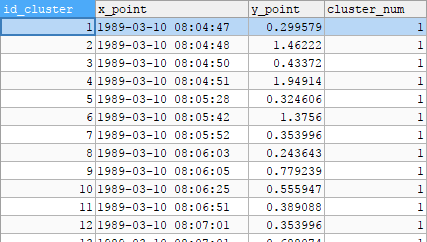 id_cluster x_point y_point cluster_num
1 1989-03-10 08:04:47 0.299579 1
2 1989-03-10 08:04:48 1.46222 1
3 1989-03-10 08:04:50 0.43372 1
4 1989-03-10 08:04:51 1.94914 1
5 1989-03-10 08:05:28 0.324606 1
6 1989-03-10 08:05:42 1.3756 1
7 1989-03-10 08:05:52 0.353996 1
8 1989-03-10 08:06:03 0.243643 1
9 1989-03-10 08:06:05 0.779239 1
10 1989-03-10 08:06:25 0.555947 1
11 1989-03-10 08:06:51 0.389088 1
12 1989-03-10 08:07:01 0.353996 1